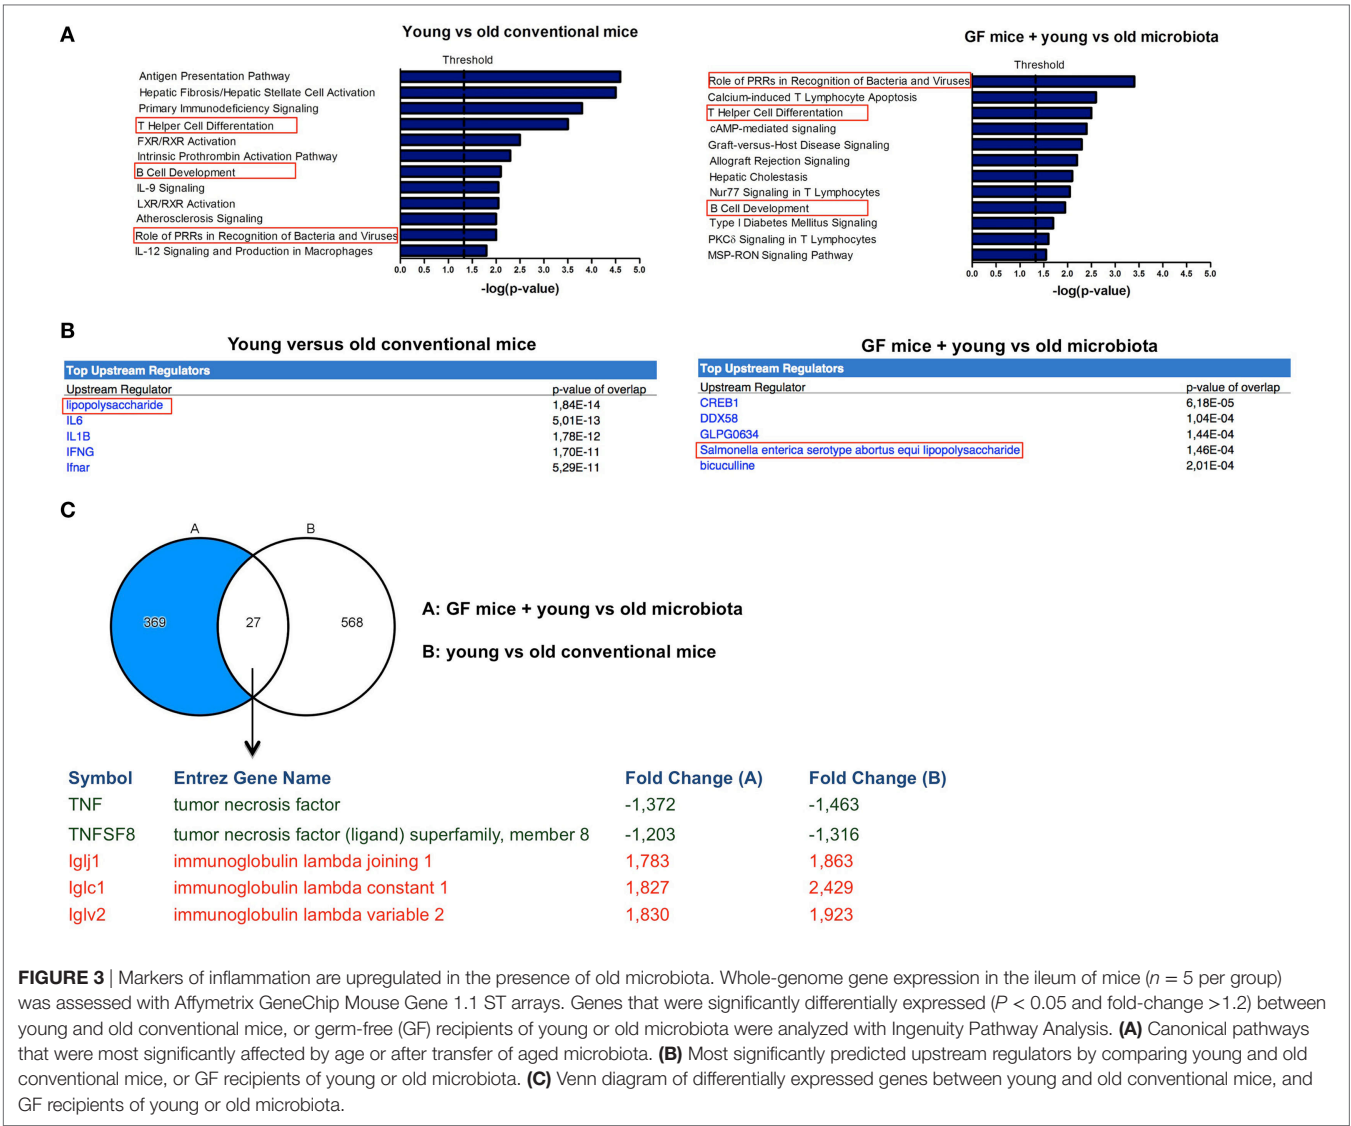 A
Young vs old conventional mice
Threshold
Antigen Presentation Pathway
Hepatic Fibrosis/Hepatic Stellate Cell Activation
Primary Immunodeficiency Signaling
T Helper Cell Differentation
FXR/RXR Activation
Intrinsic Prothrombin Activation Pathway
B Cell Development
IL-9 Signaling
LXR/RXR Activation
Atherosclerosis Signaling
Role of PRRs in Recognition of Bacteria and Viruses
IL-12 Signaling and Production in Macrophages
0.0 0.5 1.0 1.5 2.0 2.5 3.0 3.5 4.0 4.5 5.0
-log(p-value)
GF mice + young vs old microbiota
Threshold
Role of PRRs in Recognition of Bacteria and Viruses
Calcium-induced T Lymphocyte Apoptosis
T Helper Cell Differentiation
cAMP-mediated signaling
Graft-versus-Host Disease Signaling
Allograft Rejection Signaling
Hepatic Cholestasis
Nur77 Signaling in T Lymphocytes
B Cell Development
Type I Diabetes Mellitus Signaling
PKCδ Signaling in T Lymphocytes
MSP-RON Signaling Pathway
0.0 0.5 1.0 1.5 2.0 2.5 3.0 3.5 4.0 4.5 5.0
-log(p-value)
B
Young versus old conventional mice
Top Upstream Regulators
Upstream Regulator p-value of overlap
lipopolysaccharide 1,84E-14
IL6 5,01E-13
IL1B 1,78E-12
IFNG 1,70E-11
Ifnar 5,29E-11
GF mice + young vs old microbiota
Top Upstream Regulators
Upstream Regulator p-value of overlap
CREB1 6,18E-05
DDX58 1,04E-04
GLPG0634 1,44E-04
Salmonella enterica serotype abortus equi lipopolysaccharide 1,46E-04
bicuculline 2,01E-04
C
A B
369 27 568
A: GF mice + young vs old microbiota
B: young vs old conventional mice
Symbol Entrez Gene Name Fold Change (A) Fold Change (B)
TNF tumor necrosis factor -1,372 -1,463
TNFSF8 tumor necrosis factor (ligand) superfamily, member 8 -1,203 -1,316
Iglj1 immunoglobulin lambda joining 1 1,783 1,863
Iglc1 immunoglobulin lambda constant 1 1,827 2,429
Iglv2 immunoglobulin lambda variable 2 1,830 1,923
FIGURE 3 | Markers of inflammation are upregulated in the presence of old microbiota. Whole-genome gene expression in the ileum of mice (n = 5 per group)
was assessed with Affymetrix GeneChip Mouse Gene 1.1 ST arrays. Genes that were significantly differentially expressed (P < 0.05 and fold-change >1.2) between
young and old conventional mice, or germ-free (GF) recipients of young or old microbiota were analyzed with Ingenuity Pathway Analysis. (A) Canonical pathways
that were most significantly affected by age or after transfer of aged microbiota. (B) Most significantly predicted upstream regulators by comparing young and old
conventional mice, or GF recipients of young or old microbiota. (C) Venn diagram of differentially expressed genes between young and old conventional mice, and
GF recipients of young or old microbiota.